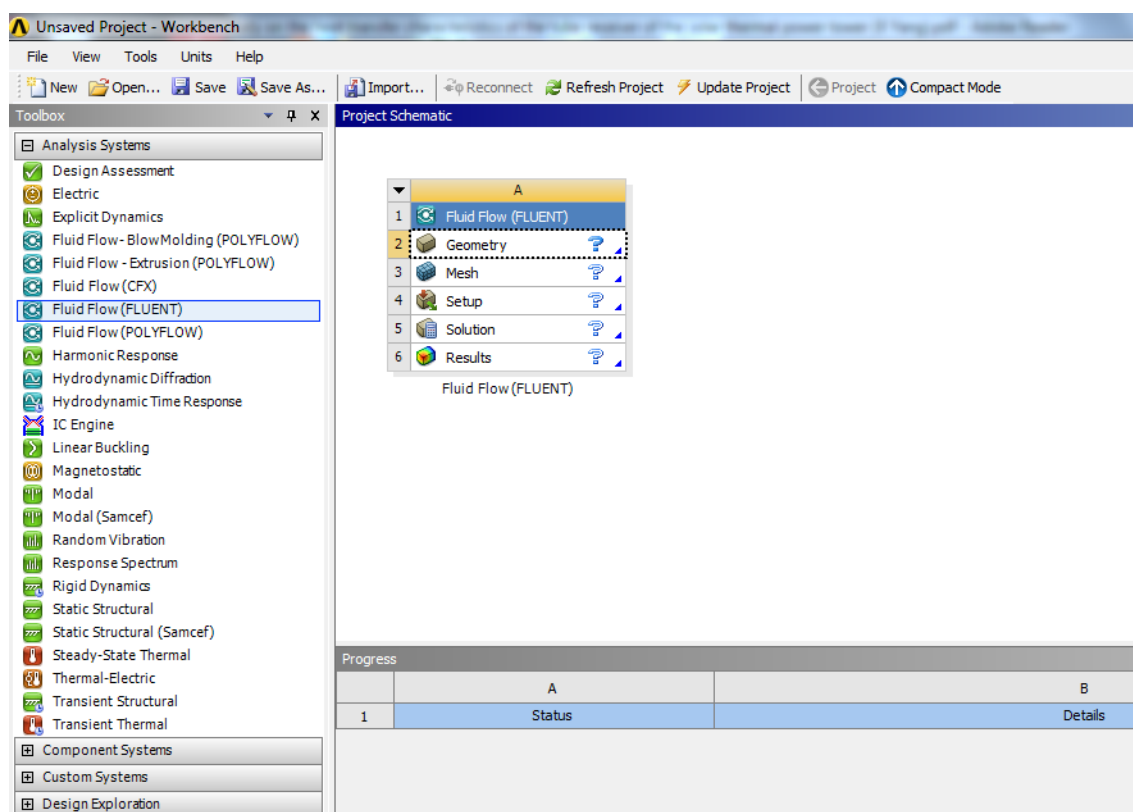 Unsaved Project - Workbench
File View Tools Units Help
New Open... Save Save As... Import... Reconnect Refresh Project Update Project Project Compact Mode
Toolbox
Project Schematic
Analysis Systems
Design Assessment
Electric
Explicit Dynamics
Fluid Flow- BlowMolding (POLYFLOW)
Fluid Flow - Extrusion (POLYFLOW)
Fluid Flow (CFX)
Fluid Flow (FLUENT)
Fluid Flow (POLYFLOW)
Harmonic Response
Hydrodynamic Diffraction
Hydrodynamic Time Response
IC Engine
Linear Buckling
Magnetostatic
Modal
Modal (Samcef)
Random Vibration
Response Spectrum
Rigid Dynamics
Static Structural
Static Structural (Samcef)
Steady-State Thermal
Thermal-Electric
Transient Structural
Transient Thermal
Component Systems
Custom Systems
Design Exploration
A
1 Fluid Flow (FLUENT)
2 Geometry ?
3 Mesh ?
4 Setup ?
5 Solution ?
6 Results ?
Fluid Flow (FLUENT)
Progress
A B
1 Status Details